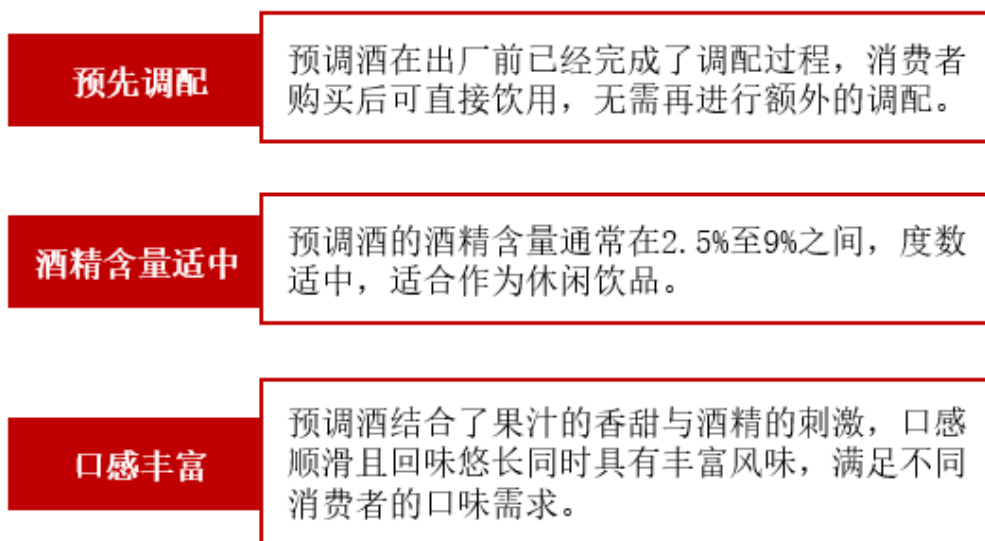 预先调配
预调酒在出厂前已经完成了调配过程，消费者
购买后可直接饮用，无需再进行额外的调配。
酒精含量适中
预调酒的酒精含量通常在2.5%至9%之间，度数
适中，适合作为休闲饮品。
口感丰富
预调酒结合了果汁的香甜与酒精的刺激，口感
顺滑且回味悠长同时具有丰富风味，满足不同
消费者的口味需求。